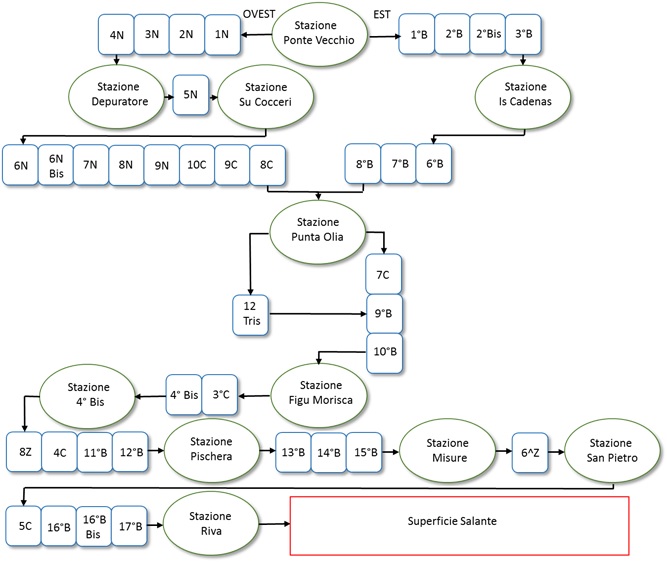 OVEST
EST
4N
3N
2N
1N
Stazione
Ponte Vecchio
1°B
2°B
2°Bis
3°B
Stazione
Depuratore
5N
Stazione
Su Cocceri
Stazione
Is Cadenas
6N
6N
Bis
7N
8N
9N
10C
9C
8C
8°B
7°B
6°B
Stazione
Punta Olia
7C
12
Tris
9°B
10°B
Stazione
4° Bis
4° Bis
3°C
Stazione
Figu Morisca
8Z
4C
11°B
12°B
Stazione
Pischera
13°B
14°B
15°B
Stazione
Misure
6^Z
Stazione
San Pietro
5C
16°B
16°B
Bis
17°B
Stazione
Riva
Superficie Salante